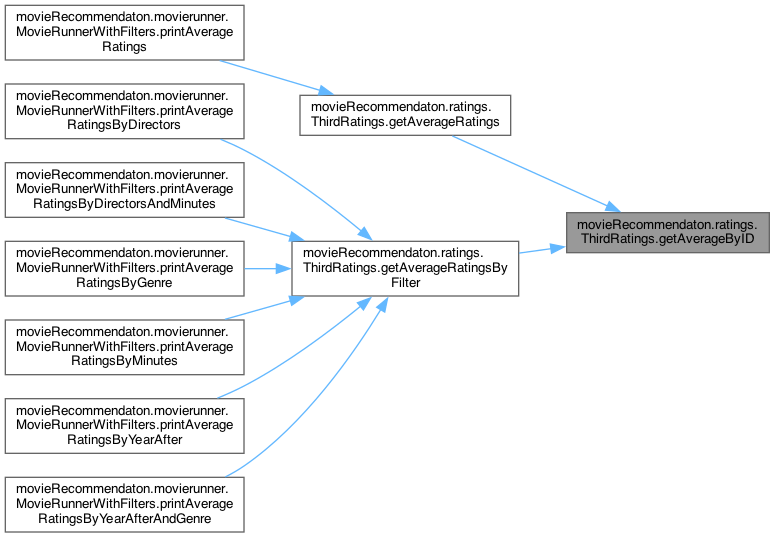 movieRecommendaton.movierunner.
MovieRunnerWithFilters.printAverage
Ratings
movieRecommendaton.movierunner.
MovieRunnerWithFilters.printAverage
RatingsByDirectors
movieRecommendaton.movierunner.
MovieRunnerWithFilters.printAverage
RatingsByDirectorsAndMinutes
movieRecommendaton.movierunner.
MovieRunnerWithFilters.printAverage
RatingsByGenre
movieRecommendaton.movierunner.
MovieRunnerWithFilters.printAverage
RatingsByMinutes
movieRecommendaton.movierunner.
MovieRunnerWithFilters.printAverage
RatingsByYearAfter
movieRecommendaton.movierunner.
MovieRunnerWithFilters.printAverage
RatingsByYearAfterAndGenre
movieRecommendaton.ratings.
ThirdRatings.getAverageRatings
movieRecommendaton.ratings.
ThirdRatings.getAverageRatingsBy
Filter
movieRecommendaton.ratings.
ThirdRatings.getAverageByID